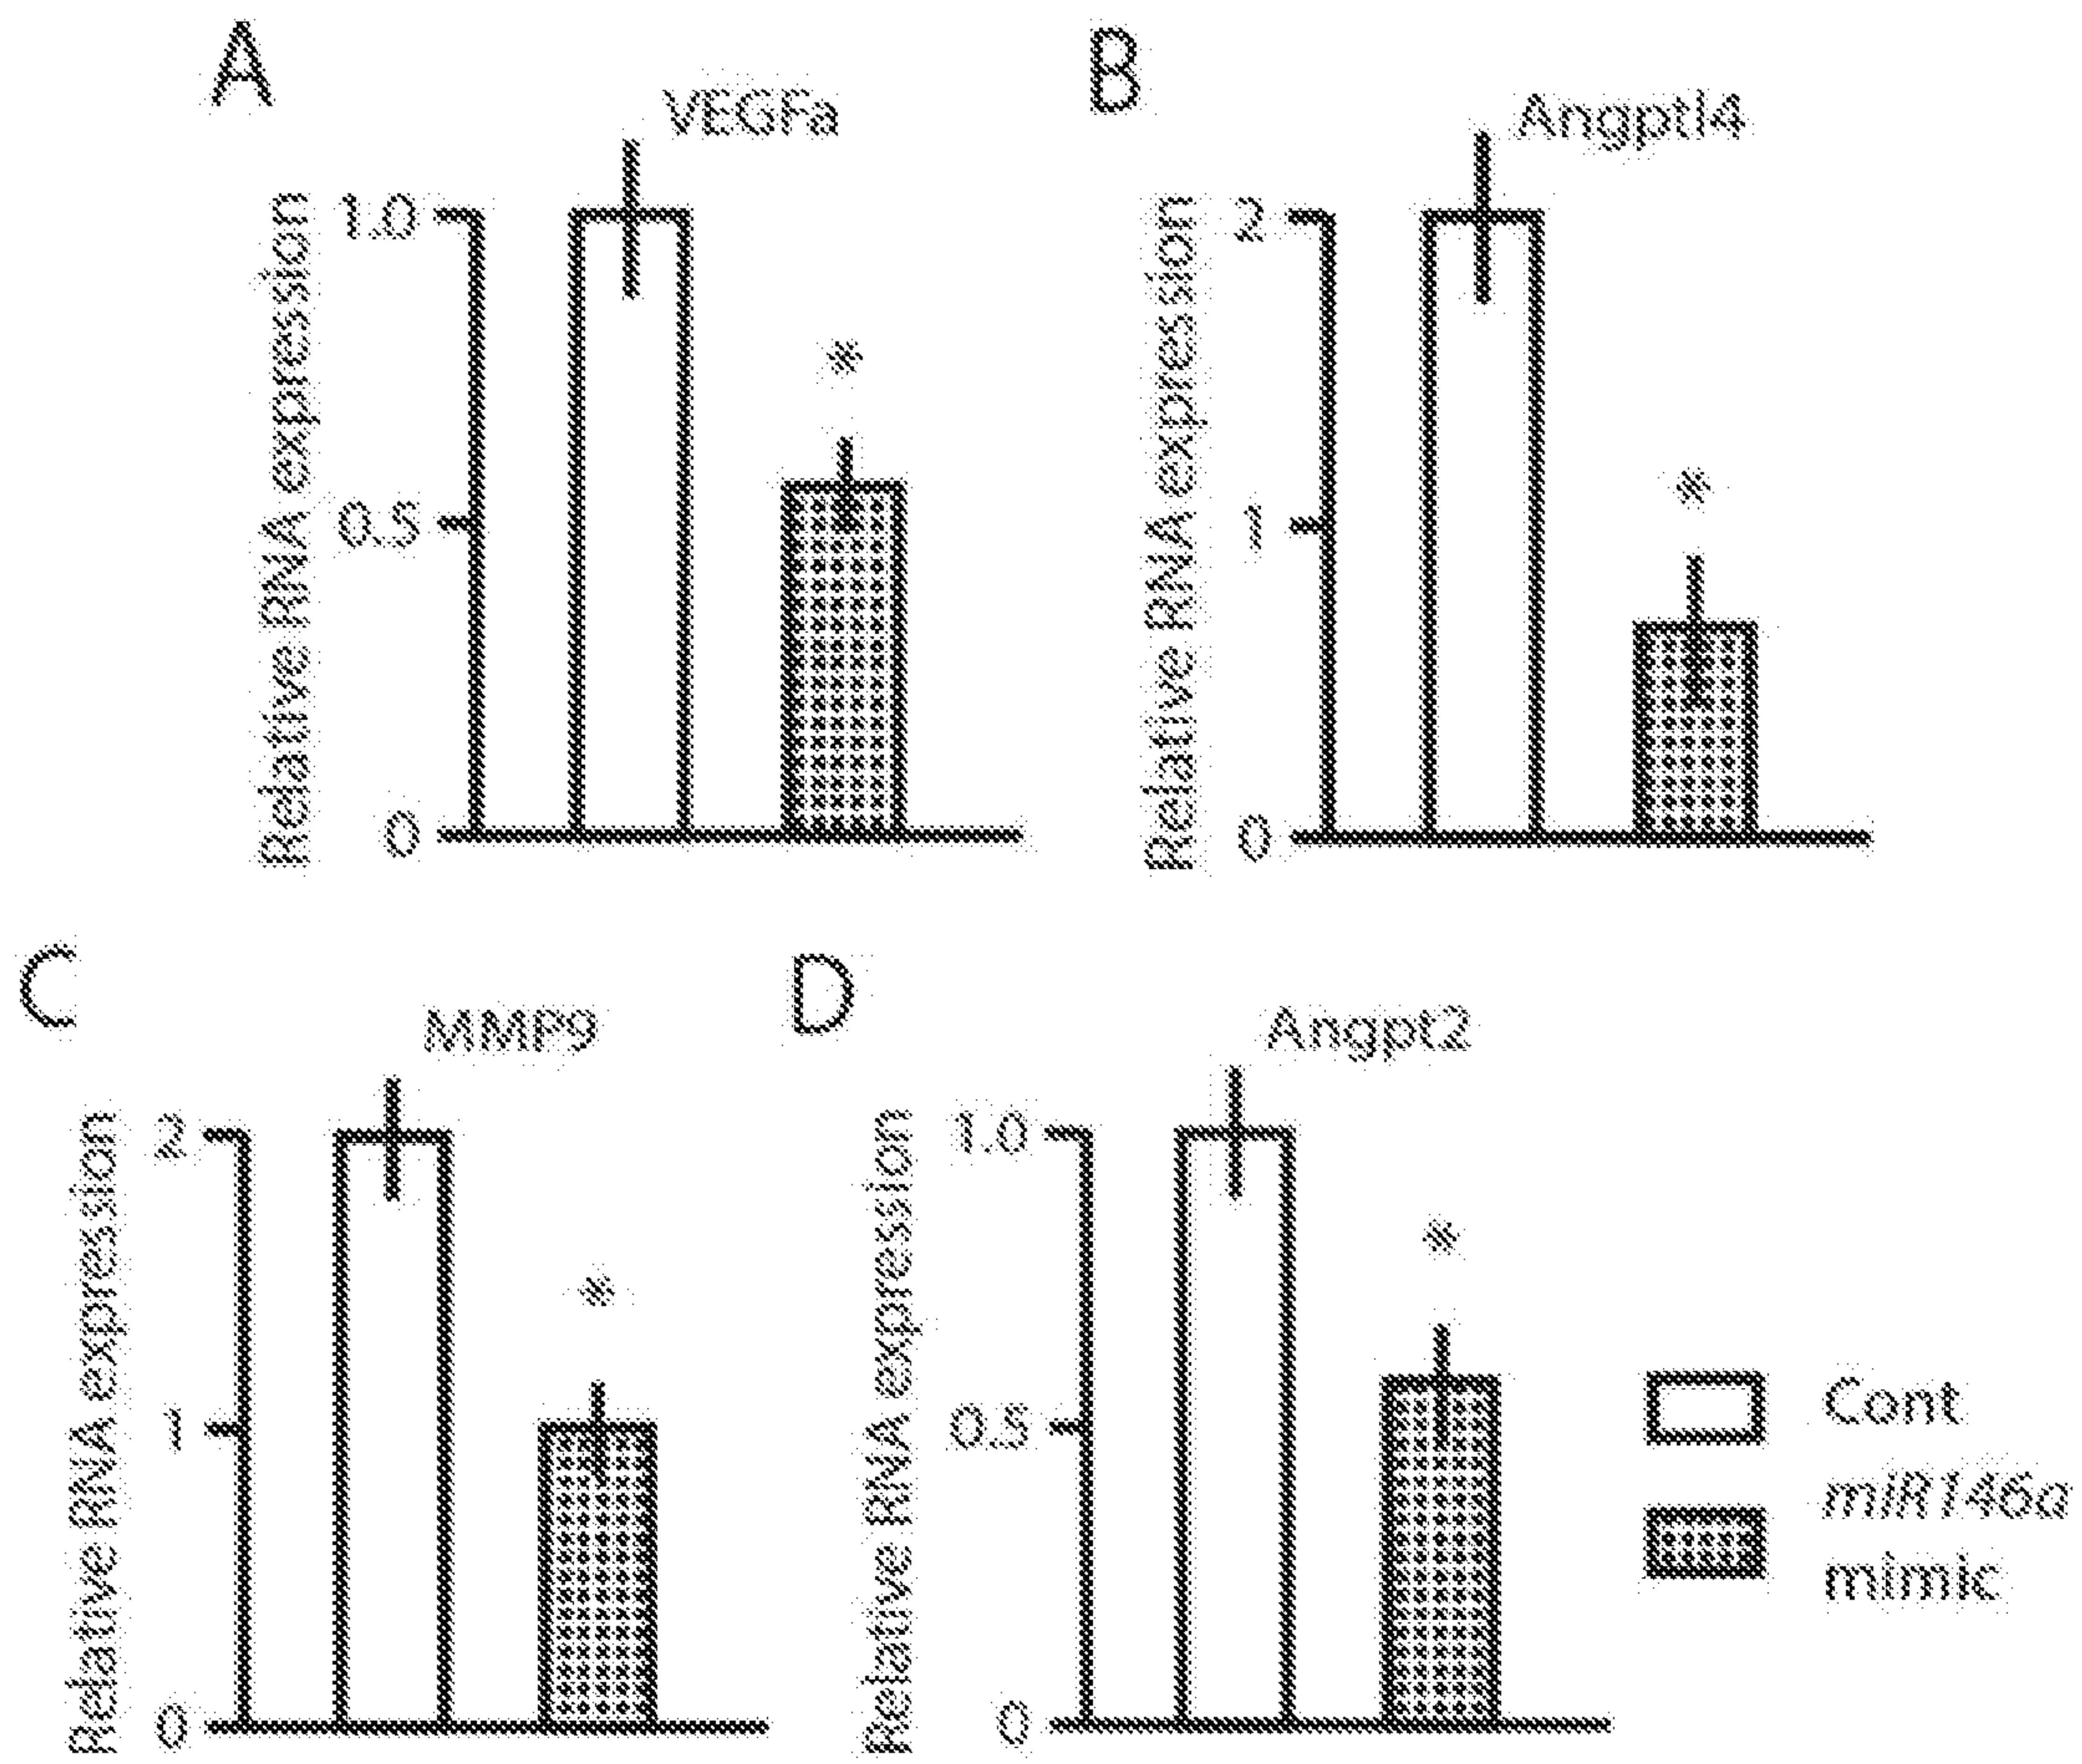 A
VEGFa
Relative RNA expression
1.0
0.5
0
*
B
Angptl4
Relative RNA expression
2
1
0
*
C
MMP9
Relative RNA expression
2
1
0
*
D
Angpt2
Relative RNA expression
1.0
0.5
0
*
Cont
miR146a
mimic